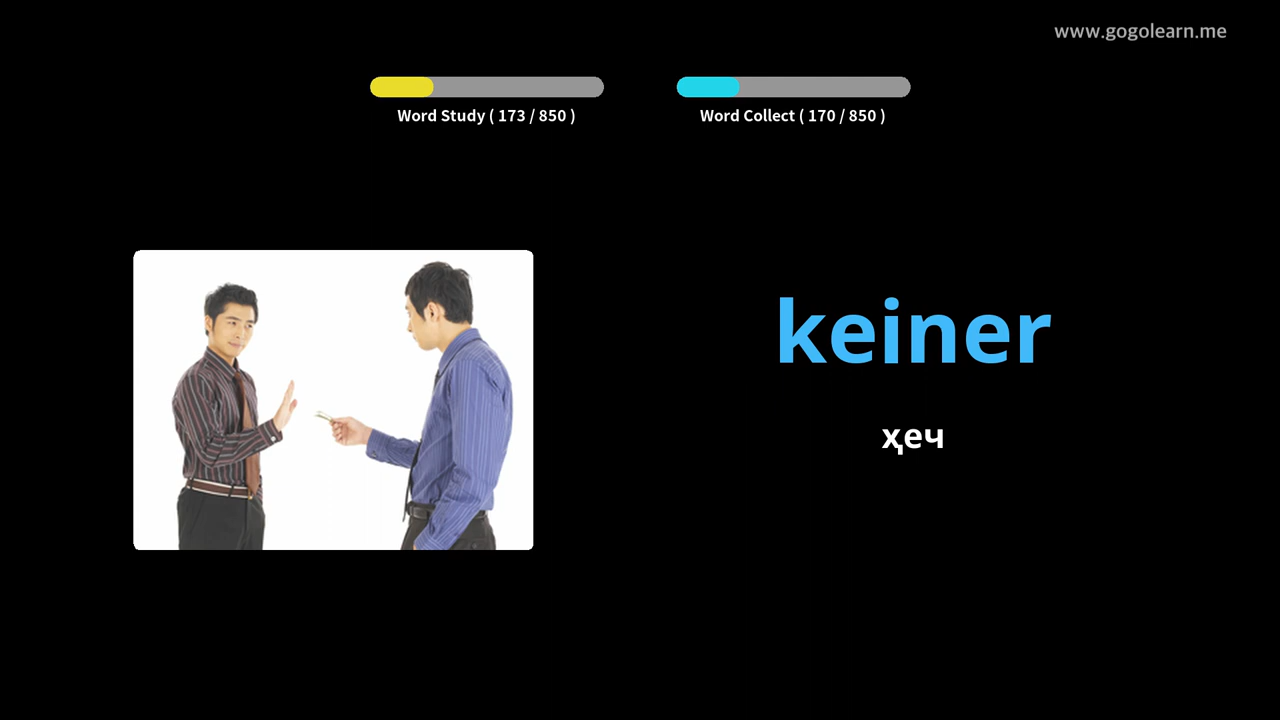 www.gogolearn.me
Word Study ( 173 / 850 )
Word Collect ( 170 / 850 )
keiner
ҳеч